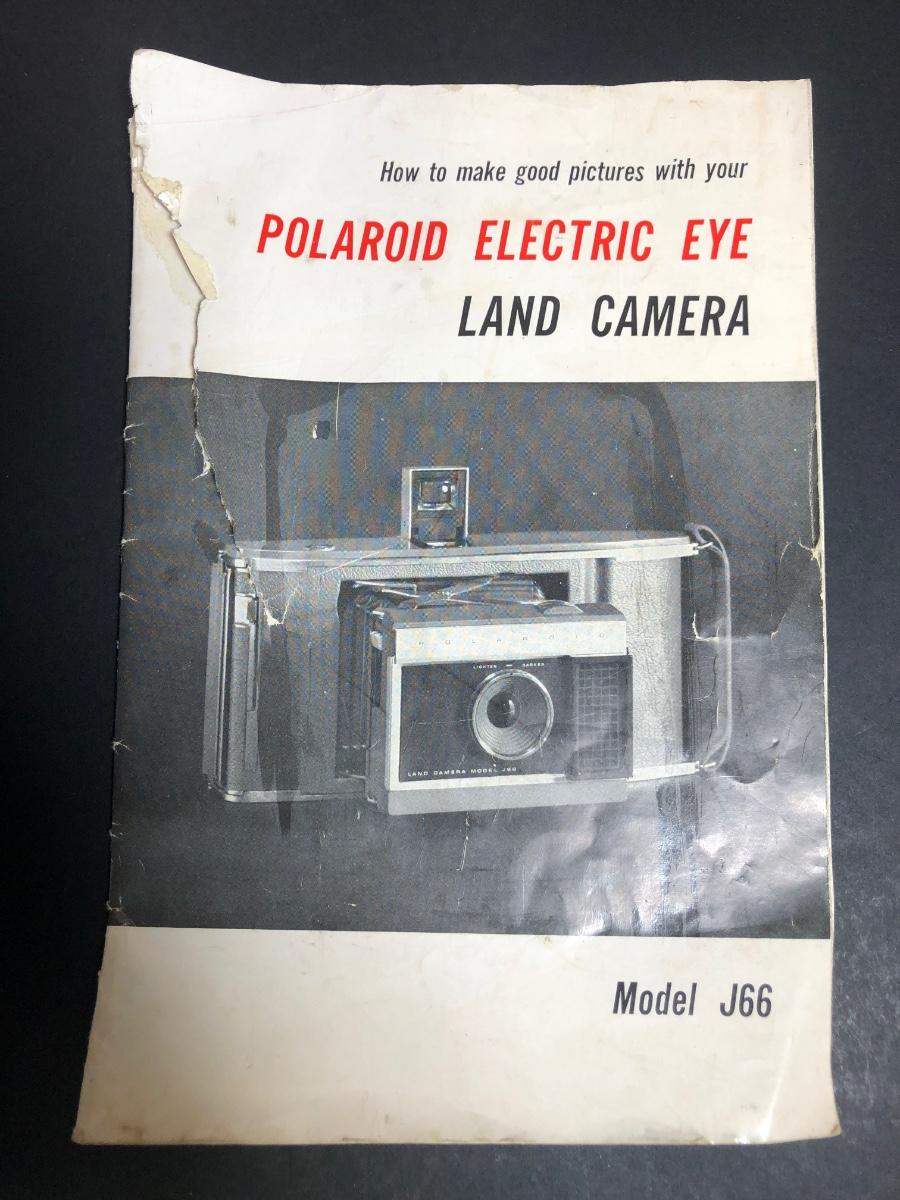 How to make good pictures with your
POLAROID ELECTRIC EYE
LAND CAMERA
POLAROID
LIGHTEN — DARKEN
LAND CAMERA MODEL J66
Model J66